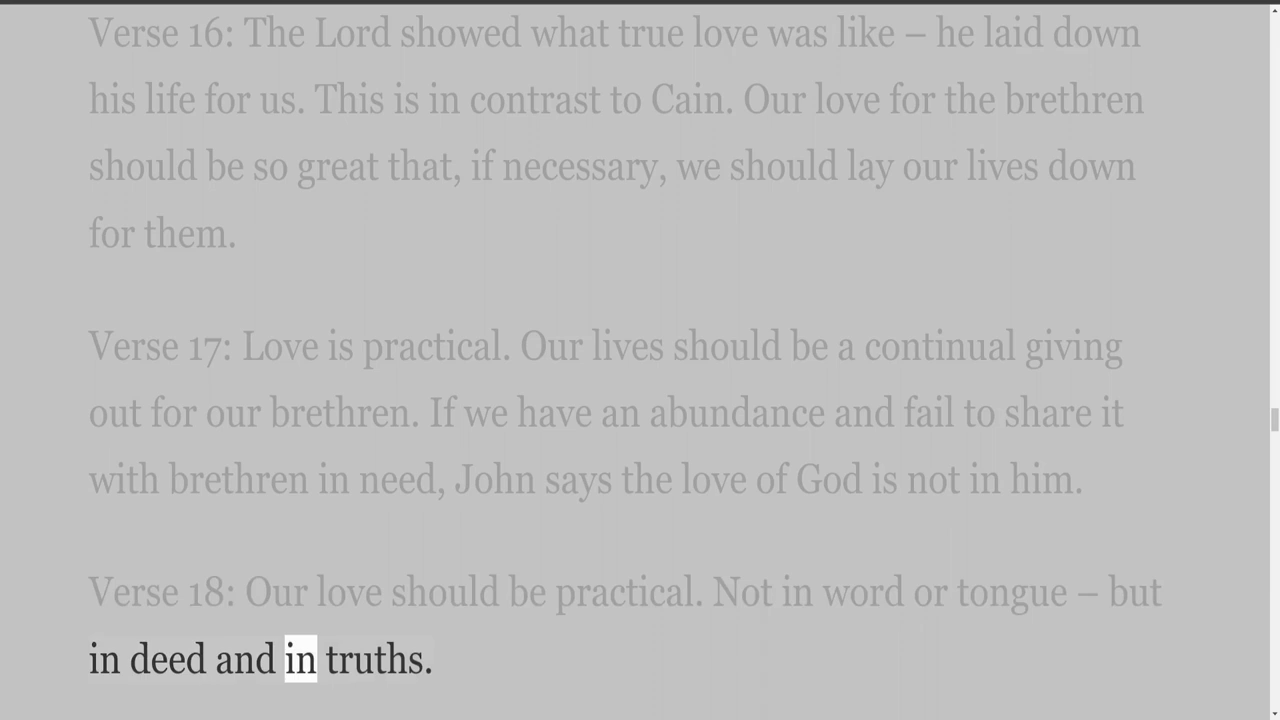 Verse 16: The Lord showed what true love was like – he laid down
his life for us. This is in contrast to Cain. Our love for the brethren
should be so great that, if necessary, we should lay our lives down
for them.
Verse 17: Love is practical. Our lives should be a continual giving
out for our brethren. If we have an abundance and fail to share it
with brethren in need, John says the love of God is not in him.
Verse 18: Our love should be practical. Not in word or tongue – but
in deed and in truths.